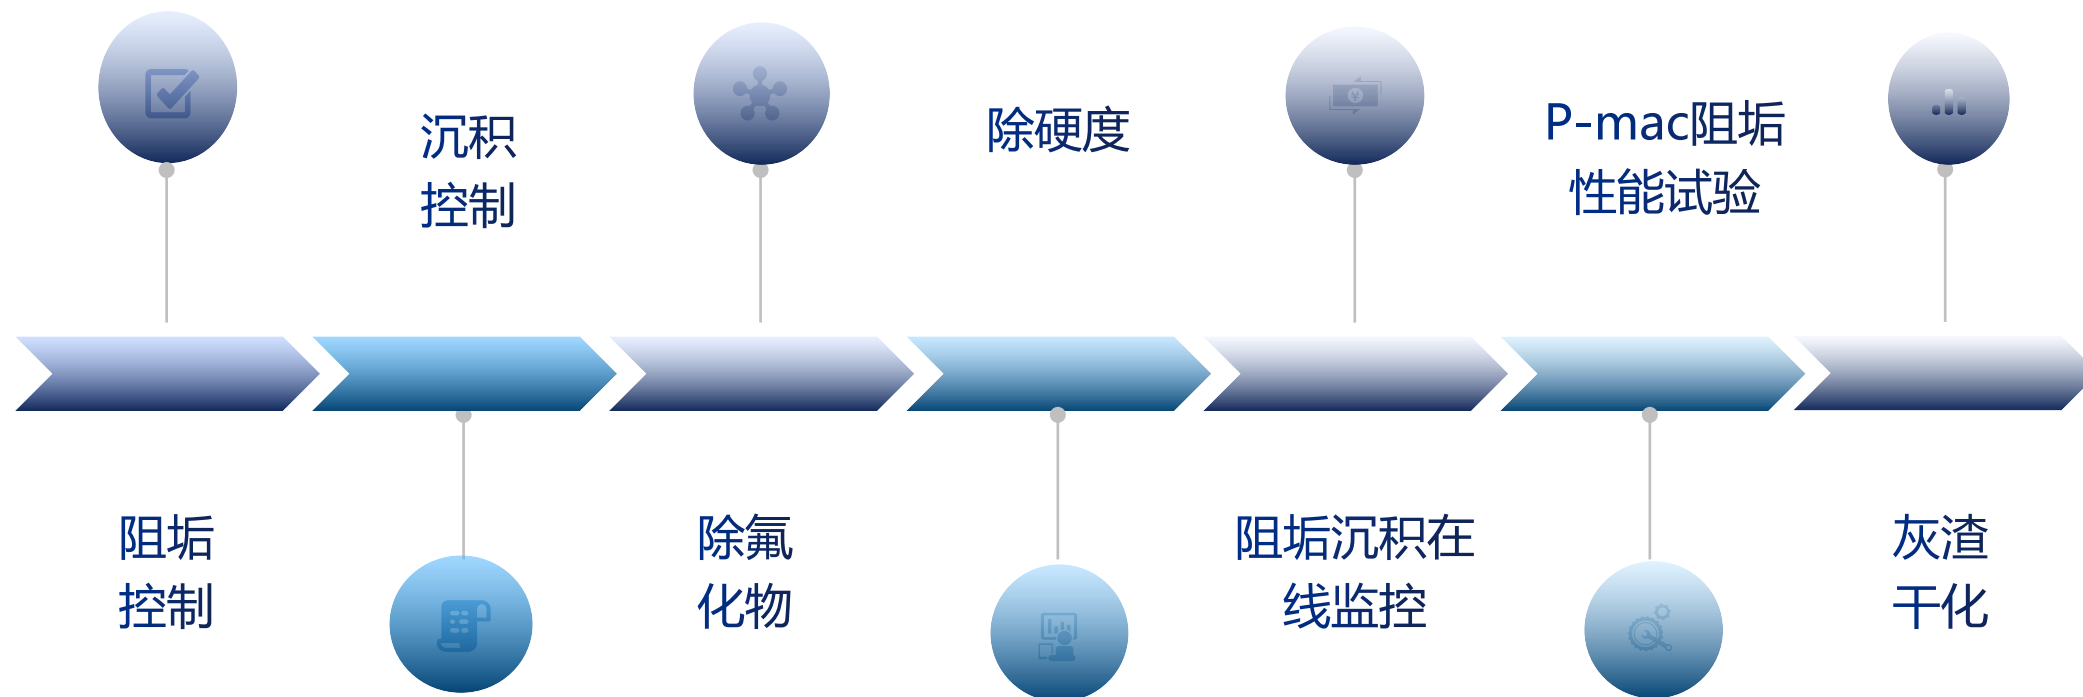 阻垢
控制
沉积
控制
除氟
化物
除硬度
阻垢沉积在
线监控
P-mac阻垢
性能试验
灰渣
干化